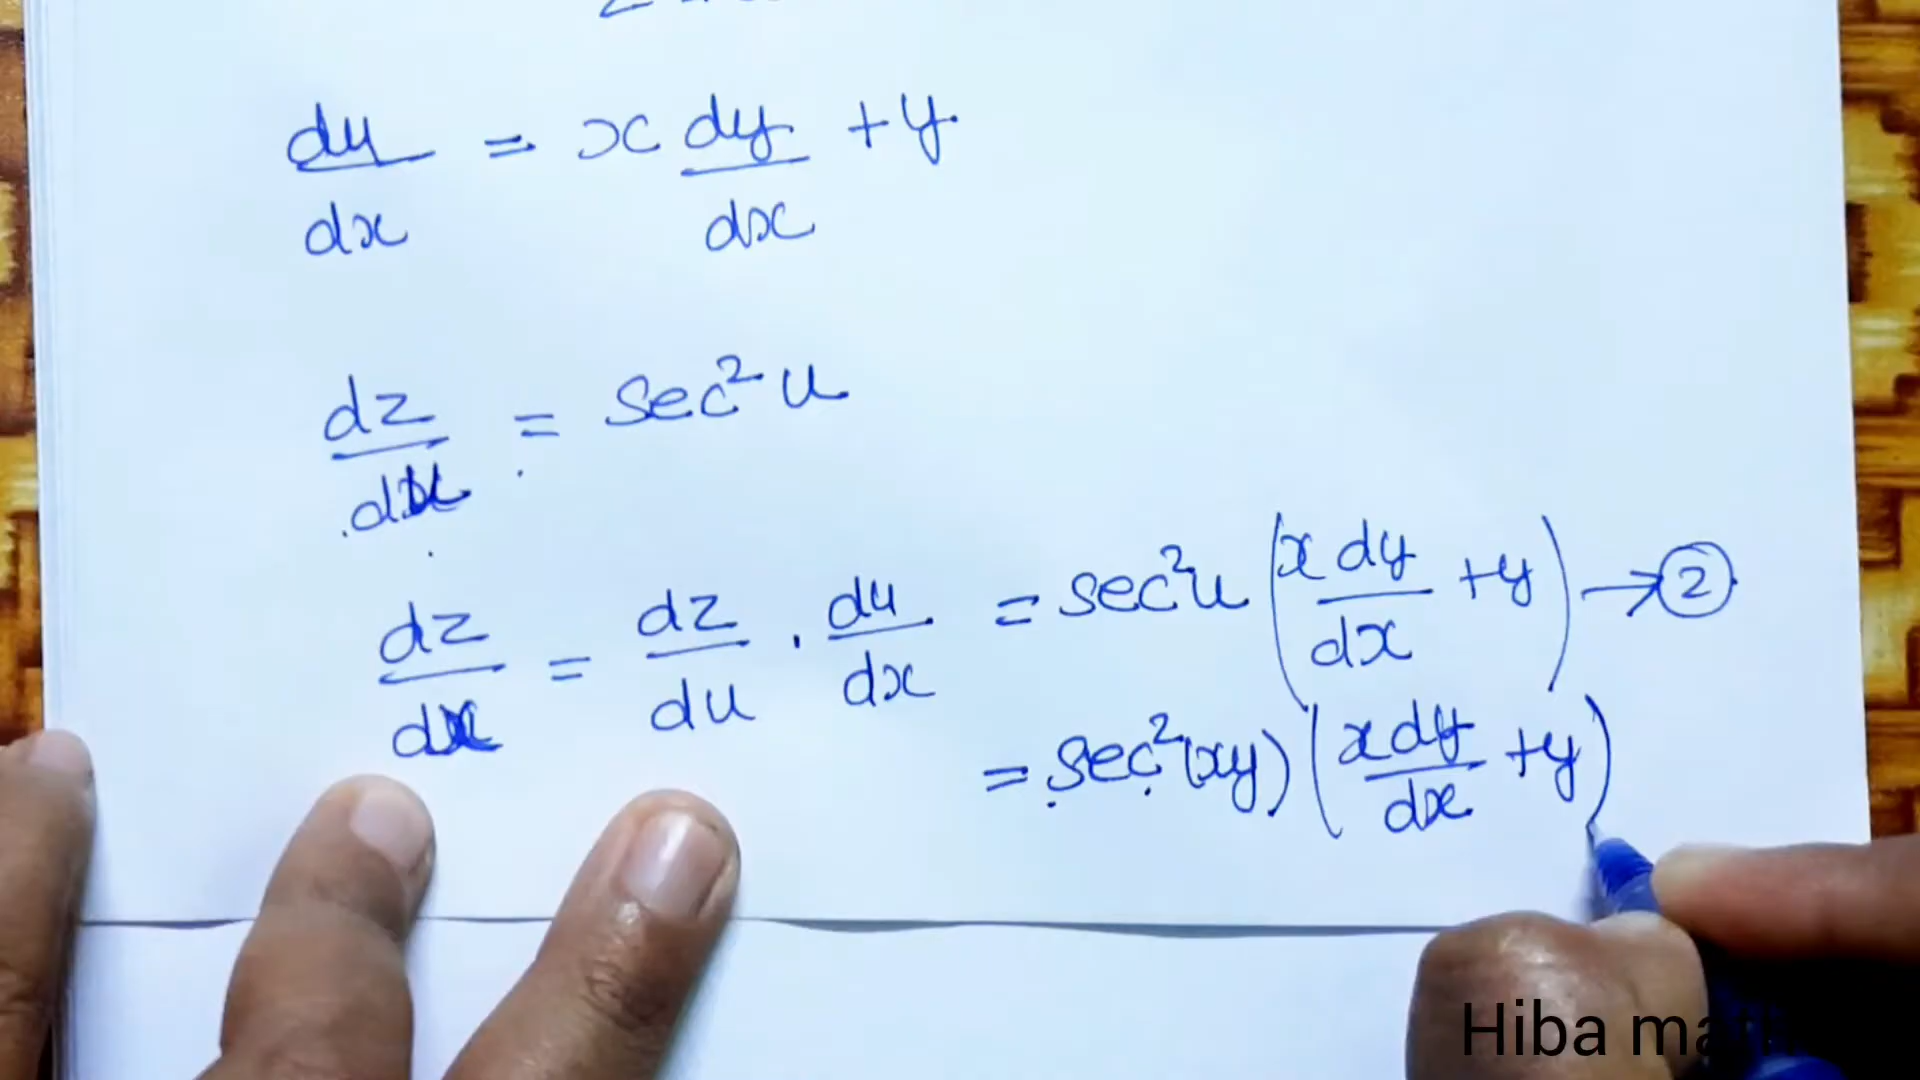 du/dx = x dy/dx + y.
dz/du = sec²u
dz/dx = dz/du . du/dx = sec²u (x dy/dx + y) → ②
= sec²(xy) (x dy/dx + y)
Hiba